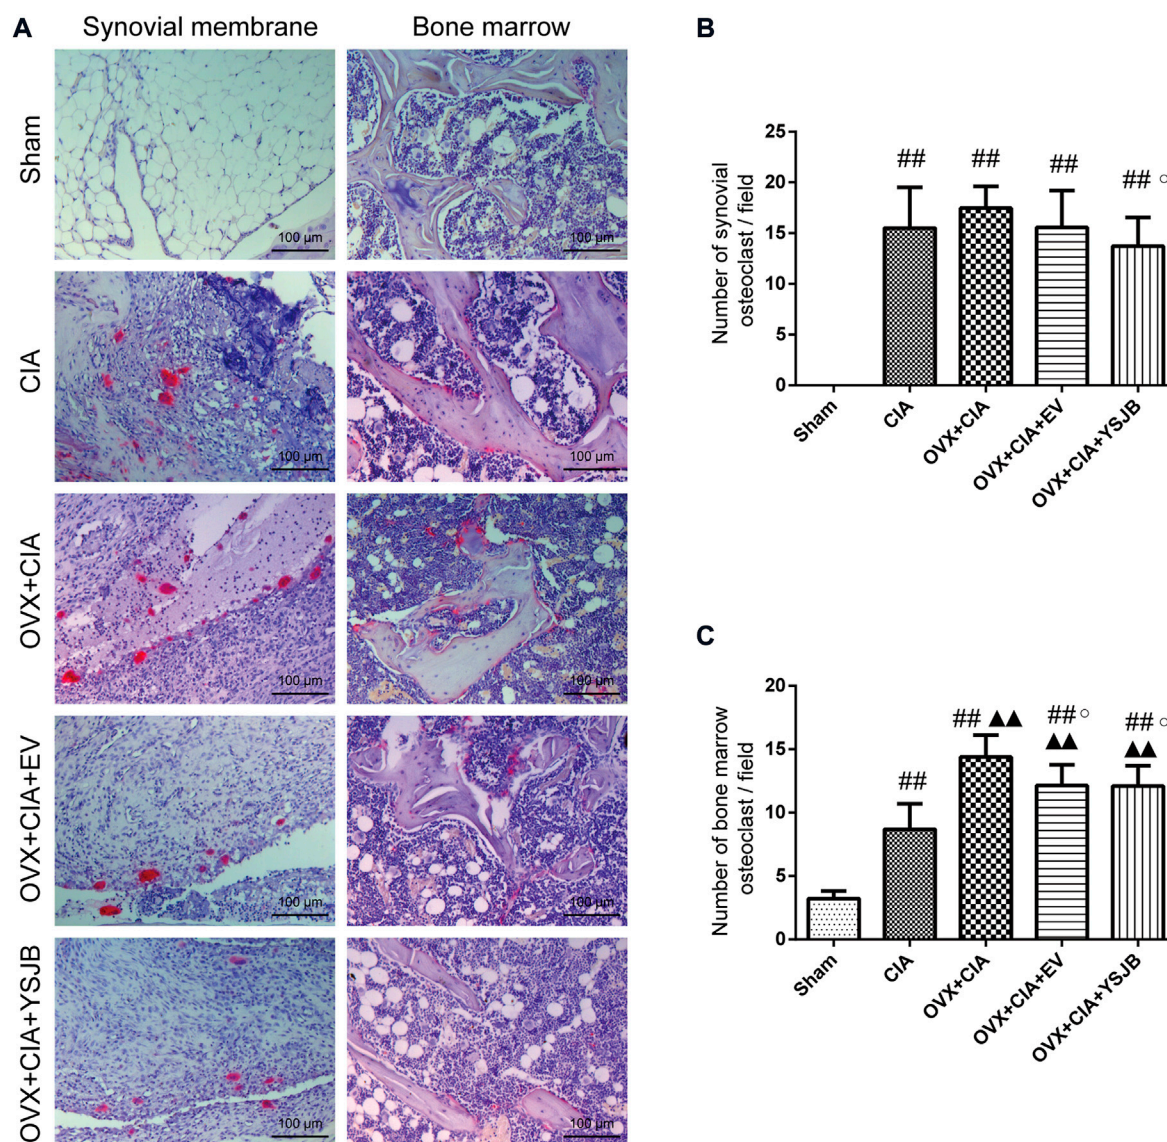 A
Synovial membrane
Bone marrow
Sham
100 µm
100 µm
CIA
100 µm
100 µm
OVX+CIA
100 µm
100 µm
OVX+CIA+EV
100 µm
100 µm
OVX+CIA+YSJB
100 µm
100 µm
B
Number of synovial
osteoclast / field
25
20
15
10
5
0
##
##
##
## ○
Sham
CIA
OVX+CIA
OVX+CIA+EV
OVX+CIA+YSJB
C
Number of bone marrow
osteoclast / field
20
15
10
5
0
##
## ▲▲
## ○
▲▲
## ○
▲▲
Sham
CIA
OVX+CIA
OVX+CIA+EV
OVX+CIA+YSJB